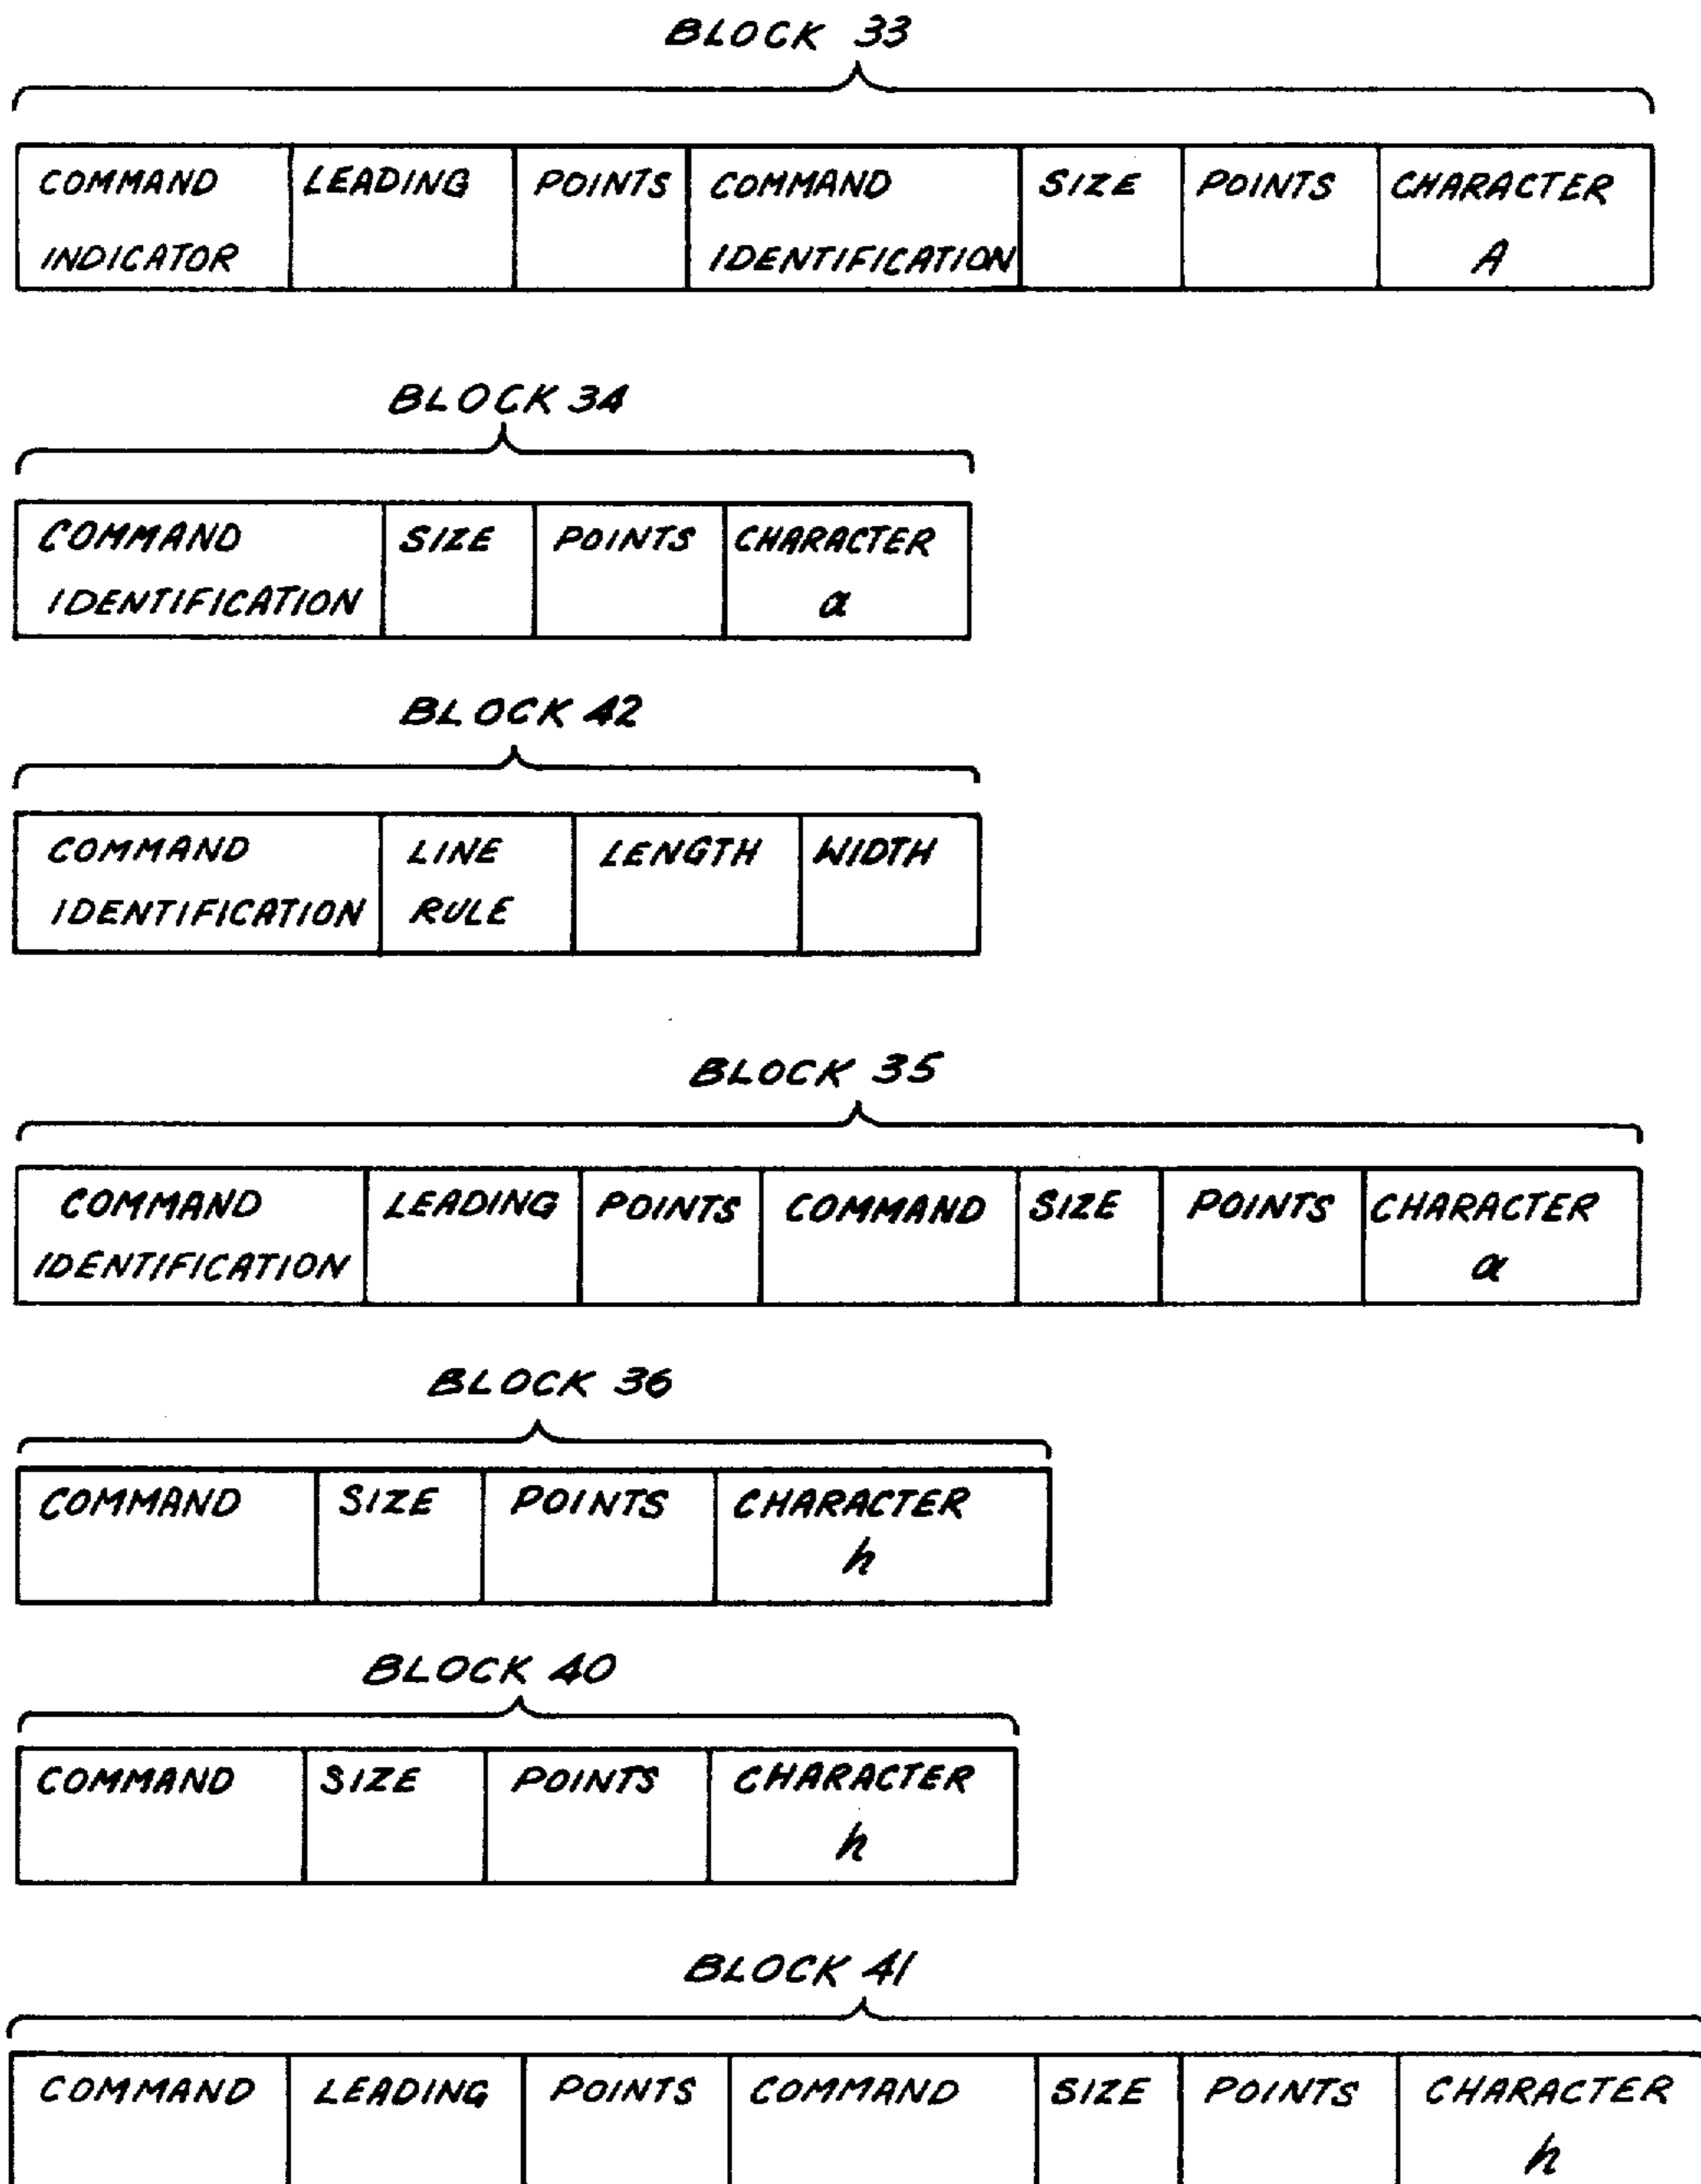 BLOCK 33
COMMAND LEADING POINTS COMMAND SIZE POINTS CHARACTER
INDICATOR IDENTIFICATION A
BLOCK 34
COMMAND SIZE POINTS CHARACTER
IDENTIFICATION α
BLOCK 42
COMMAND LINE LENGTH WIDTH
IDENTIFICATION RULE
BLOCK 35
COMMAND LEADING POINTS COMMAND SIZE POINTS CHARACTER
IDENTIFICATION α
BLOCK 36
COMMAND SIZE POINTS CHARACTER
h
BLOCK 40
COMMAND SIZE POINTS CHARACTER
h
BLOCK 41
COMMAND LEADING POINTS COMMAND SIZE POINTS CHARACTER
h